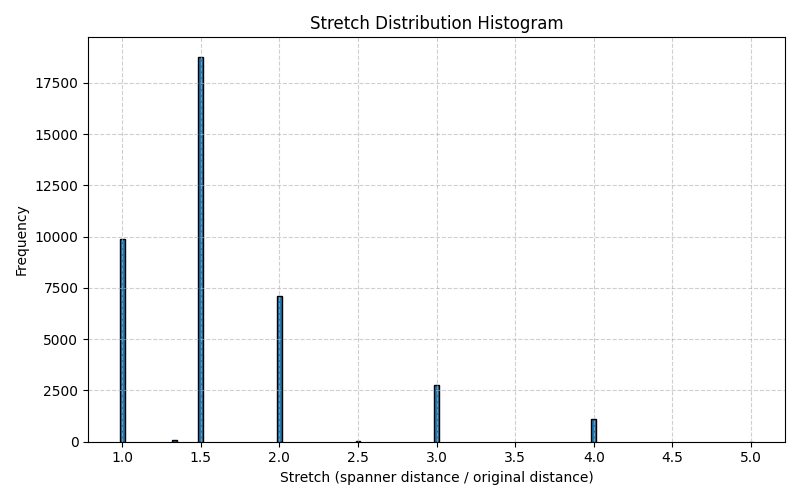 Stretch Distribution Histogram
Frequency
17500
15000
12500
10000
7500
5000
2500
0
1.0 1.5 2.0 2.5 3.0 3.5 4.0 4.5 5.0
Stretch (spanner distance / original distance)